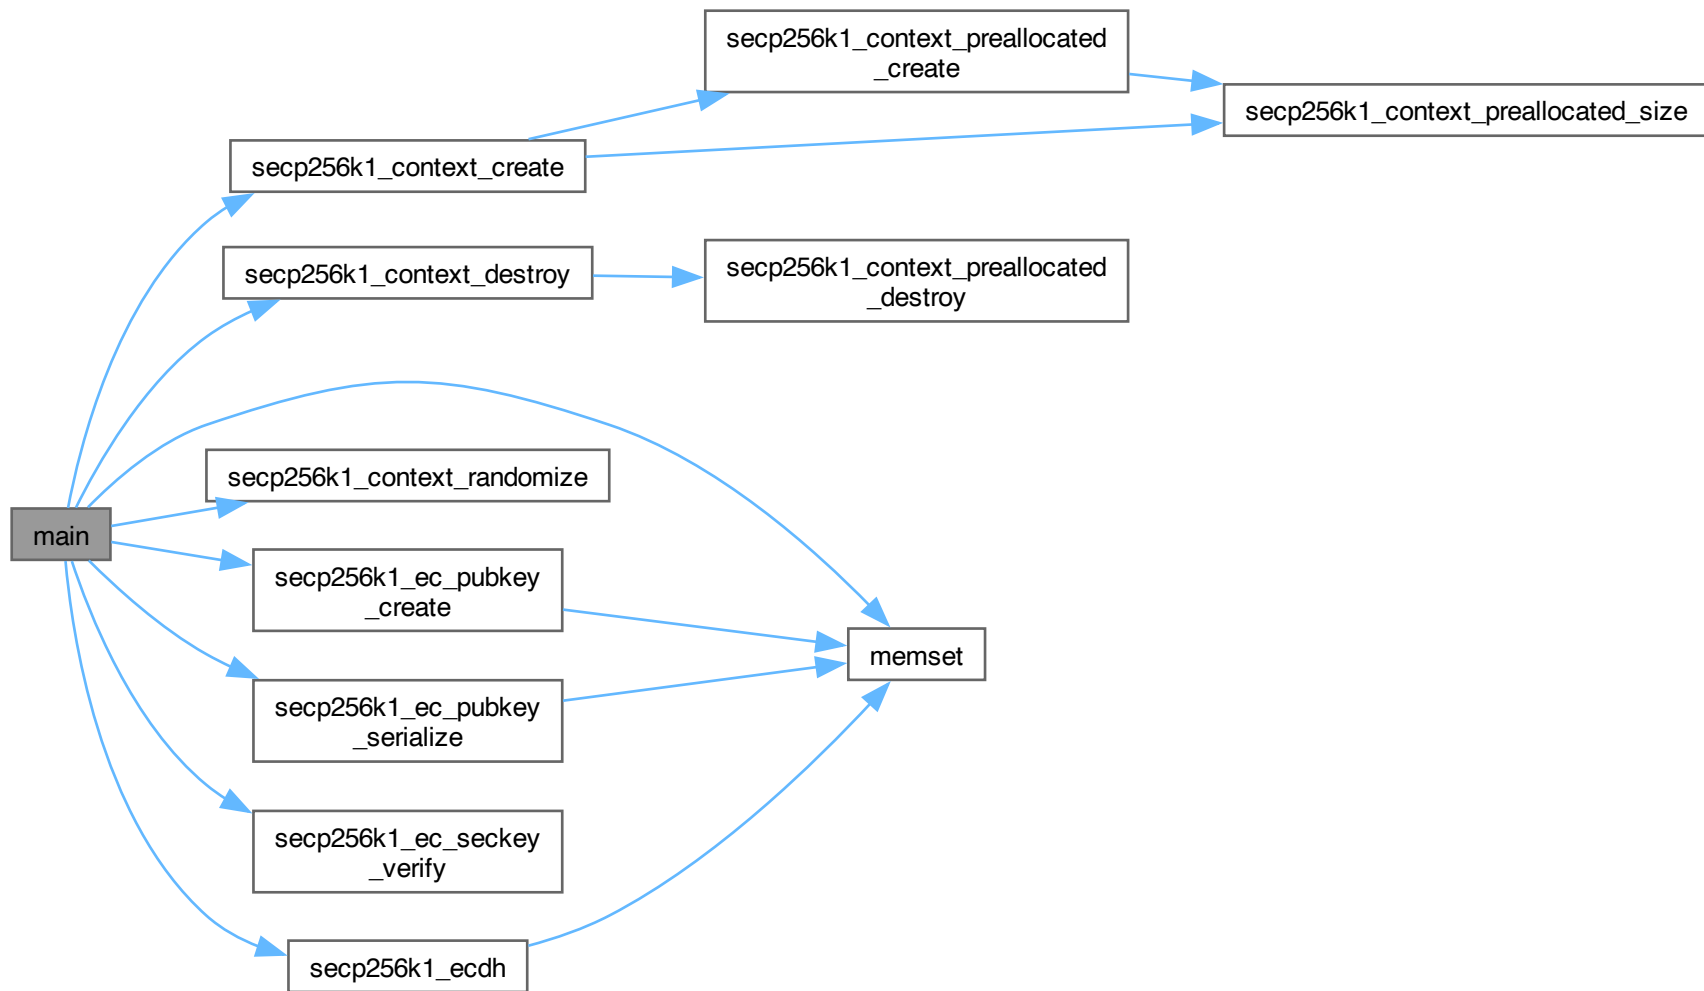 secp256k1_context_preallocated
_create
secp256k1_context_preallocated_size
secp256k1_context_create
secp256k1_context_destroy
secp256k1_context_preallocated
_destroy
secp256k1_context_randomize
main
secp256k1_ec_pubkey
_create
memset
secp256k1_ec_pubkey
_serialize
secp256k1_ec_seckey
_verify
secp256k1_ecdh